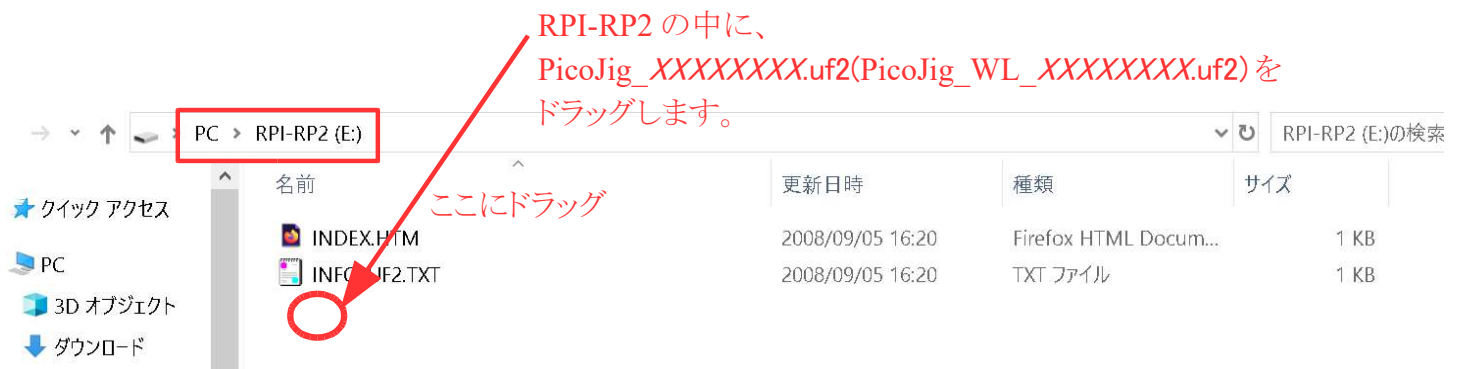 RPI-RP2 の中に、
PicoJig_XXXXXXXX.uf2(PicoJig_WL_XXXXXXXX.uf2)を
ドラッグします。
PC > RPI-RP2 (E:)
RPI-RP2 (E:)の検索
名前 更新日時 種類 サイズ
ここにドラッグ
クイック アクセス
INDEX.HTM 2008/09/05 16:20 Firefox HTML Docum... 1 KB
PC
INFO_UF2.TXT 2008/09/05 16:20 TXT ファイル 1 KB
3D オブジェクト
ダウンロード